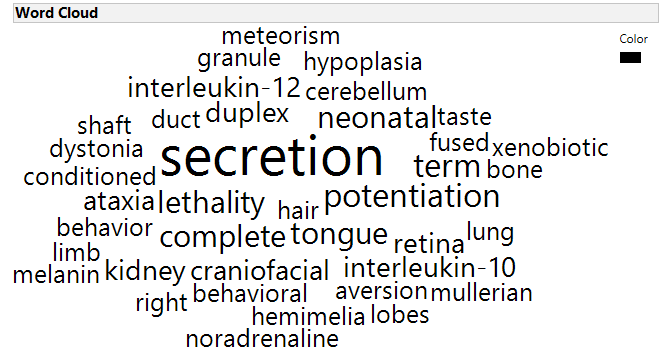 Word Cloud
Color
meteorism
granule hypoplasia
interleukin-12 cerebellum
shaft duct duplex neonatal taste
dystonia secretion fused xenobiotic
conditioned term bone
ataxia lethality hair potentiation
behavior complete tongue retina lung
limb
melanin kidney craniofacial interleukin-10
right behavioral aversion mullerian
hemimelia lobes
noradrenaline